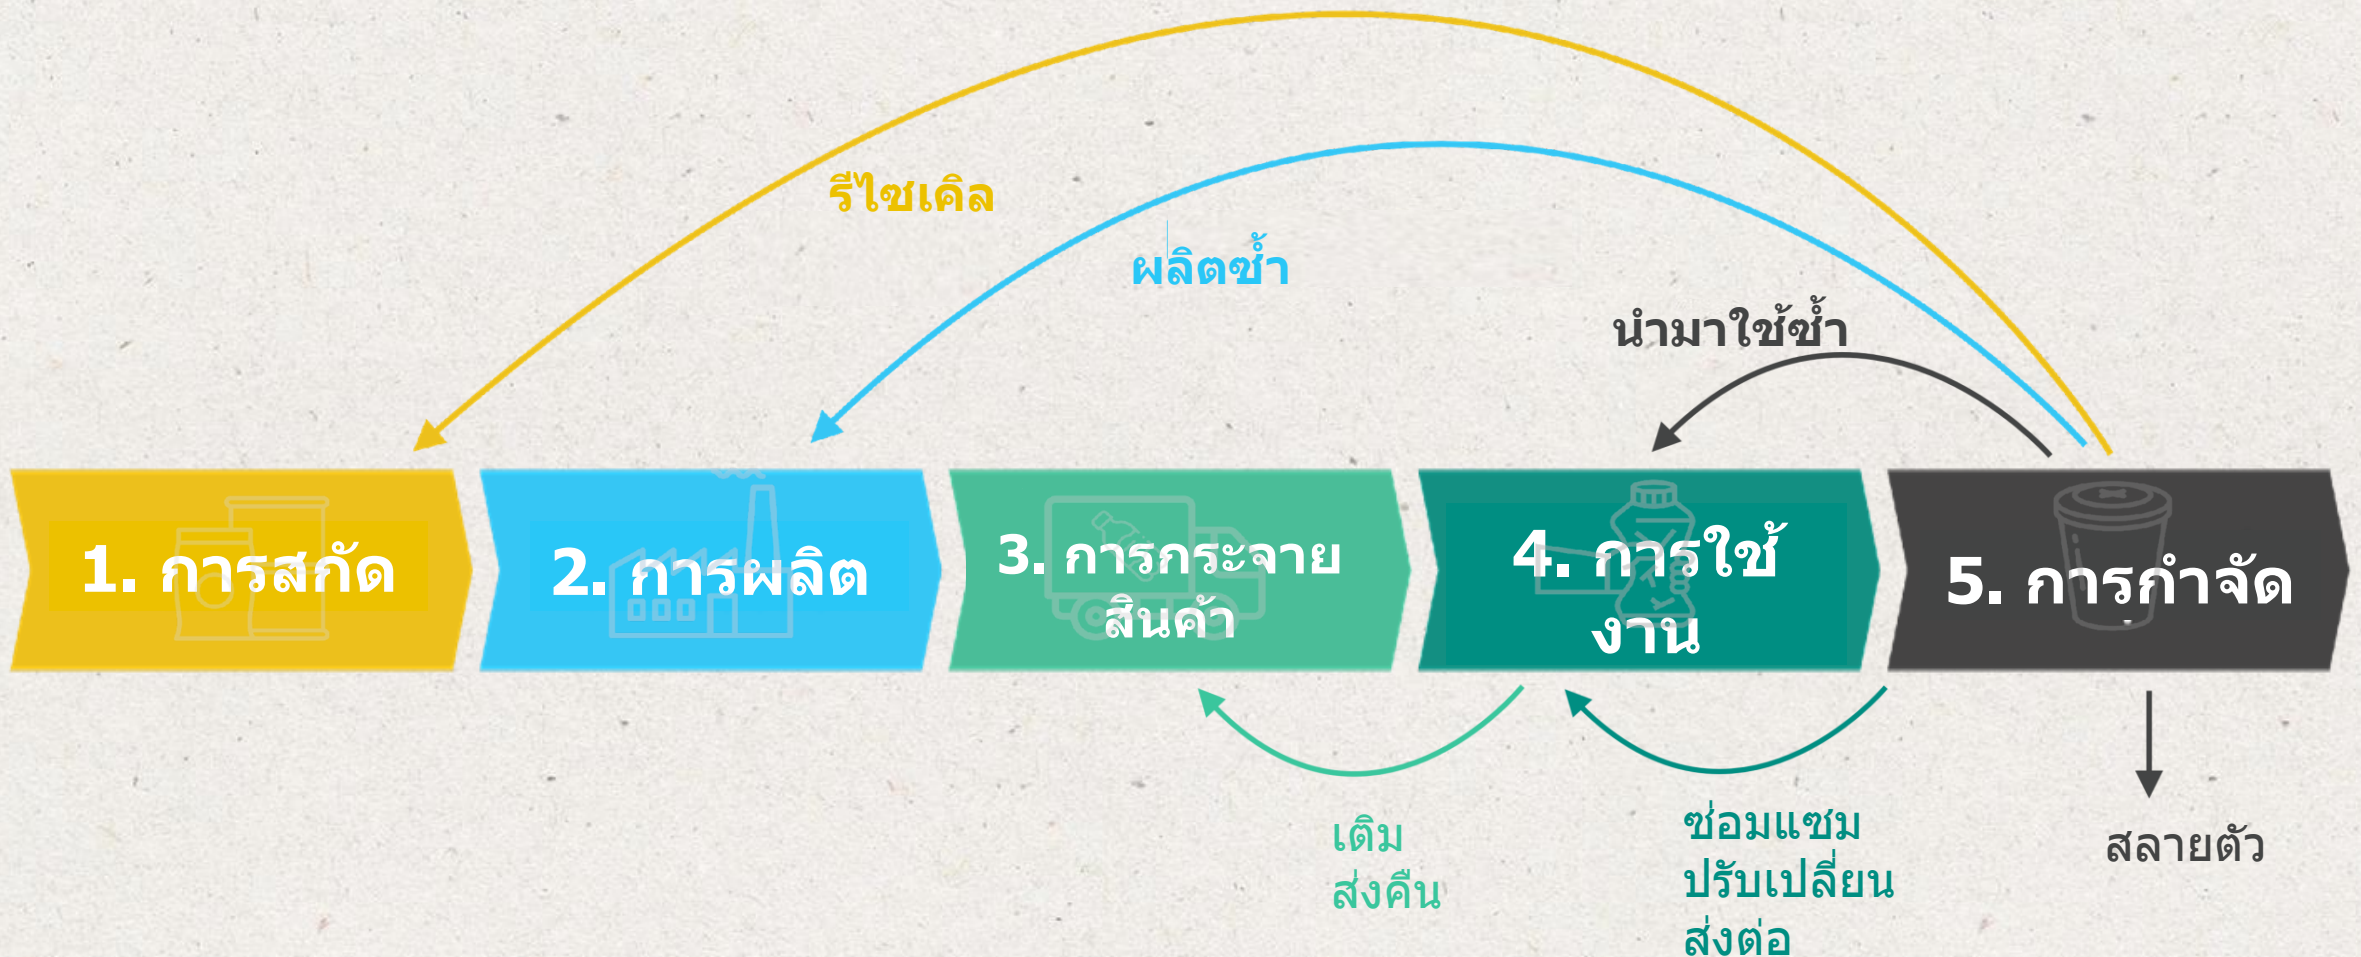 รีไซเคิล
ผลิตซ้ำ
นำมาใช้ซ้ำ
1. การสกัด
2. การผลิต
3. การกระจาย
สินค้า
4. การใช้
งาน
5. การกำจัด
เติม
ส่งคืน
ซ่อมแซม
ปรับเปลี่ยน
ส่งต่อ
สลายตัว